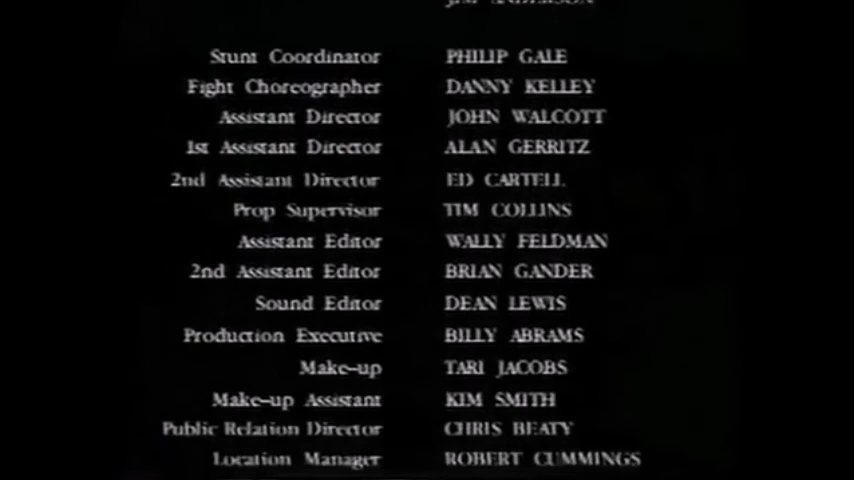 JIM ANDERSON
Stunt Coordinator PHILIP GALE
Fight Choreographer DANNY KELLEY
Assistant Director JOHN WALCOTT
1st Assistant Director ALAN GERRITZ
2nd Assistant Director ED CARTELL
Prop Supervisor TIM COLLINS
Assistant Editor WALLY FELDMAN
2nd Assistant Editor BRIAN GANDER
Sound Editor DEAN LEWIS
Production Executive BILLY ABRAMS
Make-up TARI JACOBS
Make-up Assistant KIM SMITH
Public Relation Director CHRIS BEATY
Location Manager ROBERT CUMMINGS